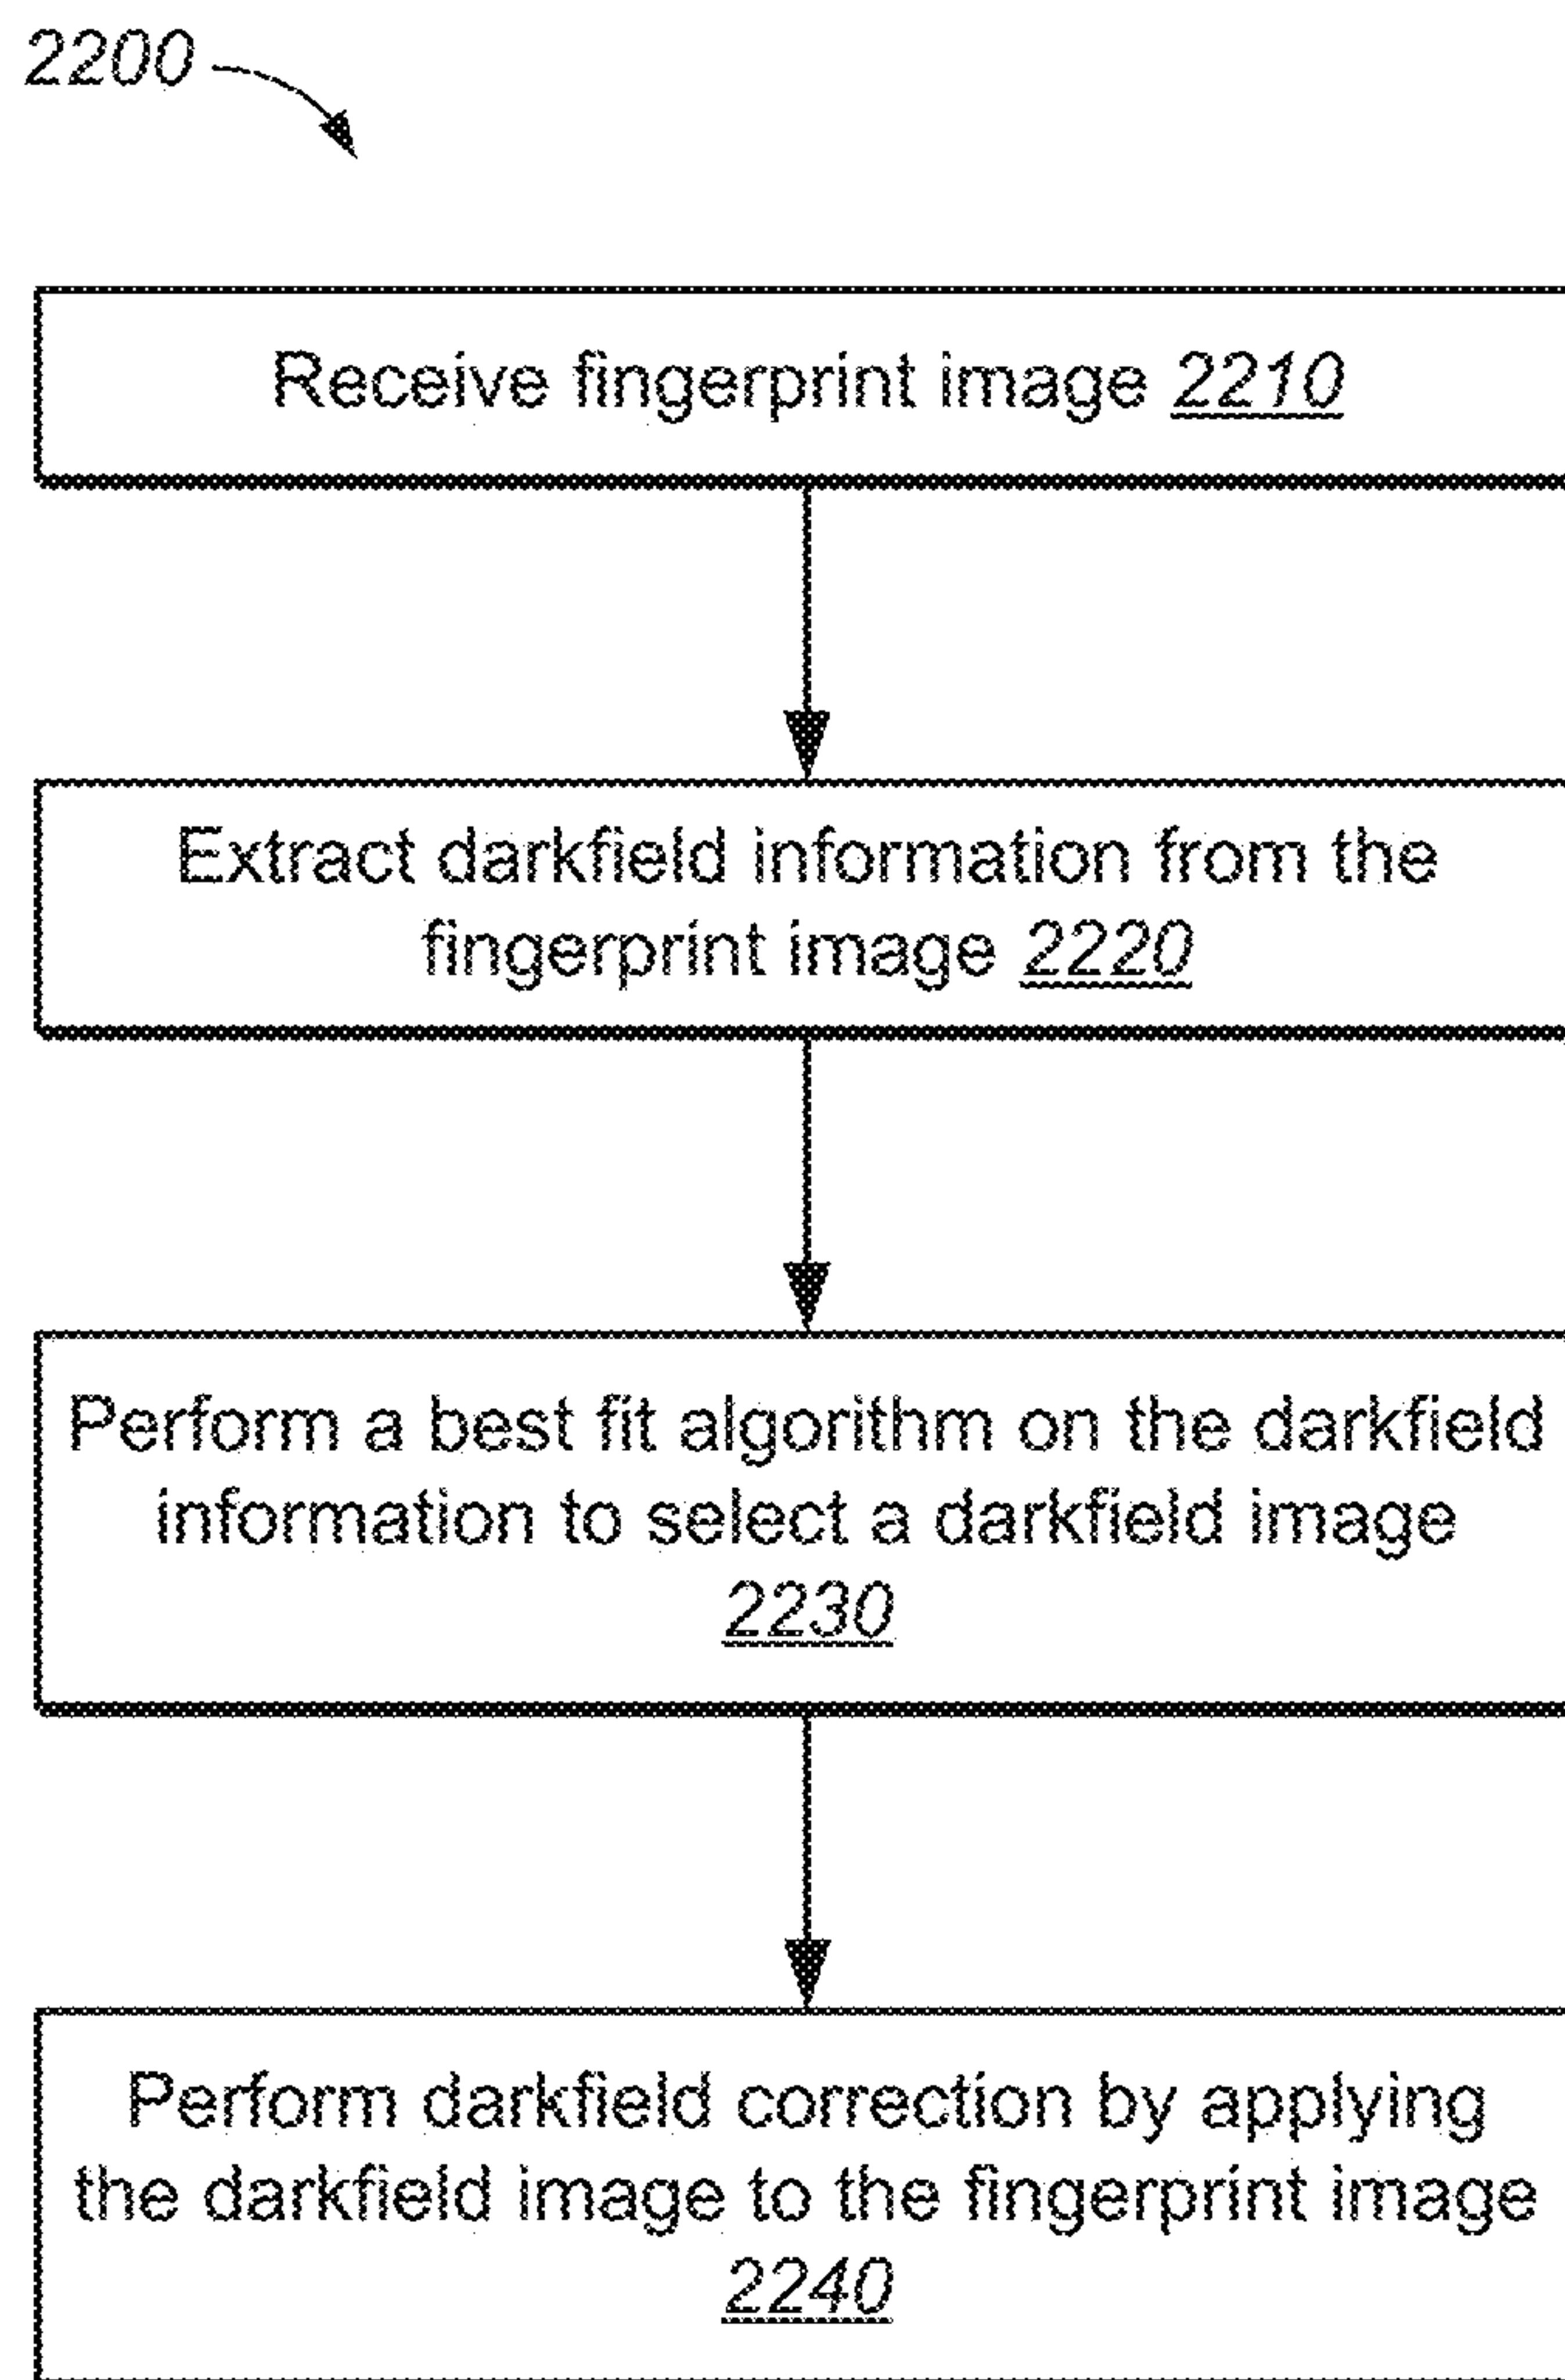 2200
Receive fingerprint image 2210
Extract darkfield information from the
fingerprint image 2220
Perform a best fit algorithm on the darkfield
information to select a darkfield image
2230
Perform darkfield correction by applying
the darkfield image to the fingerprint image
2240